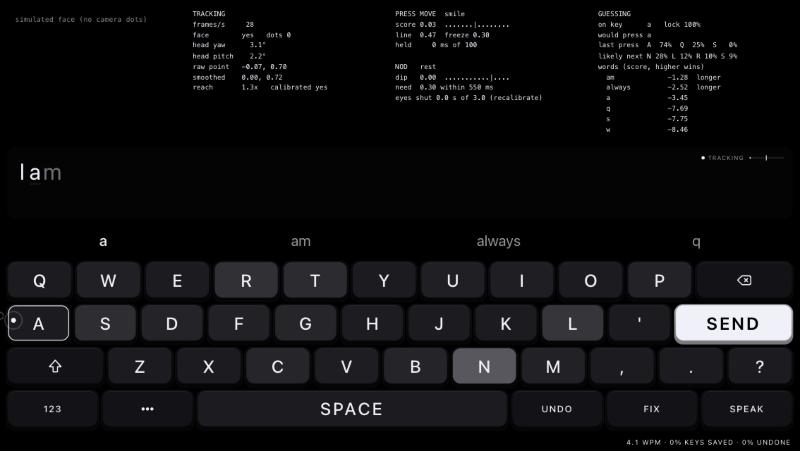 simulated face (no camera dots)
TRACKING
frames/s 28
face yes dots 0
head yaw 3.1°
head pitch 2.2°
raw point −0.07, 0.70
smoothed 0.00, 0.72
reach 1.3x calibrated yes
PRESS MOVE smile
score 0.03 .......|........
line 0.47 freeze 0.30
held 0 ms of 100
NOD rest
dip 0.00 ...........|....
need 0.30 within 550 ms
eyes shut 0.0 s of 3.0 (recalibrate)
GUESSING
on key a lock 100%
would press a
last press A 74% Q 25% S 0%
likely next N 28% L 12% R 10% S 9%
words (score, higher wins)
am −1.28 longer
always −2.52 longer
a −3.45
q −7.69
s −7.75
w −8.46
TRACKING
I am
a am always q
Q W E R T Y U I O P
A S D F G H J K L ' SEND
Z X C V B N M , . ?
123 ••• SPACE UNDO FIX SPEAK
4.1 WPM · 0% KEYS SAVED · 0% UNDONE